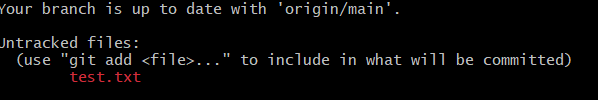 Your branch is up to date with 'origin/main'.
Untracked files:
(use "git add <file>..." to include in what will be committed)
test.txt